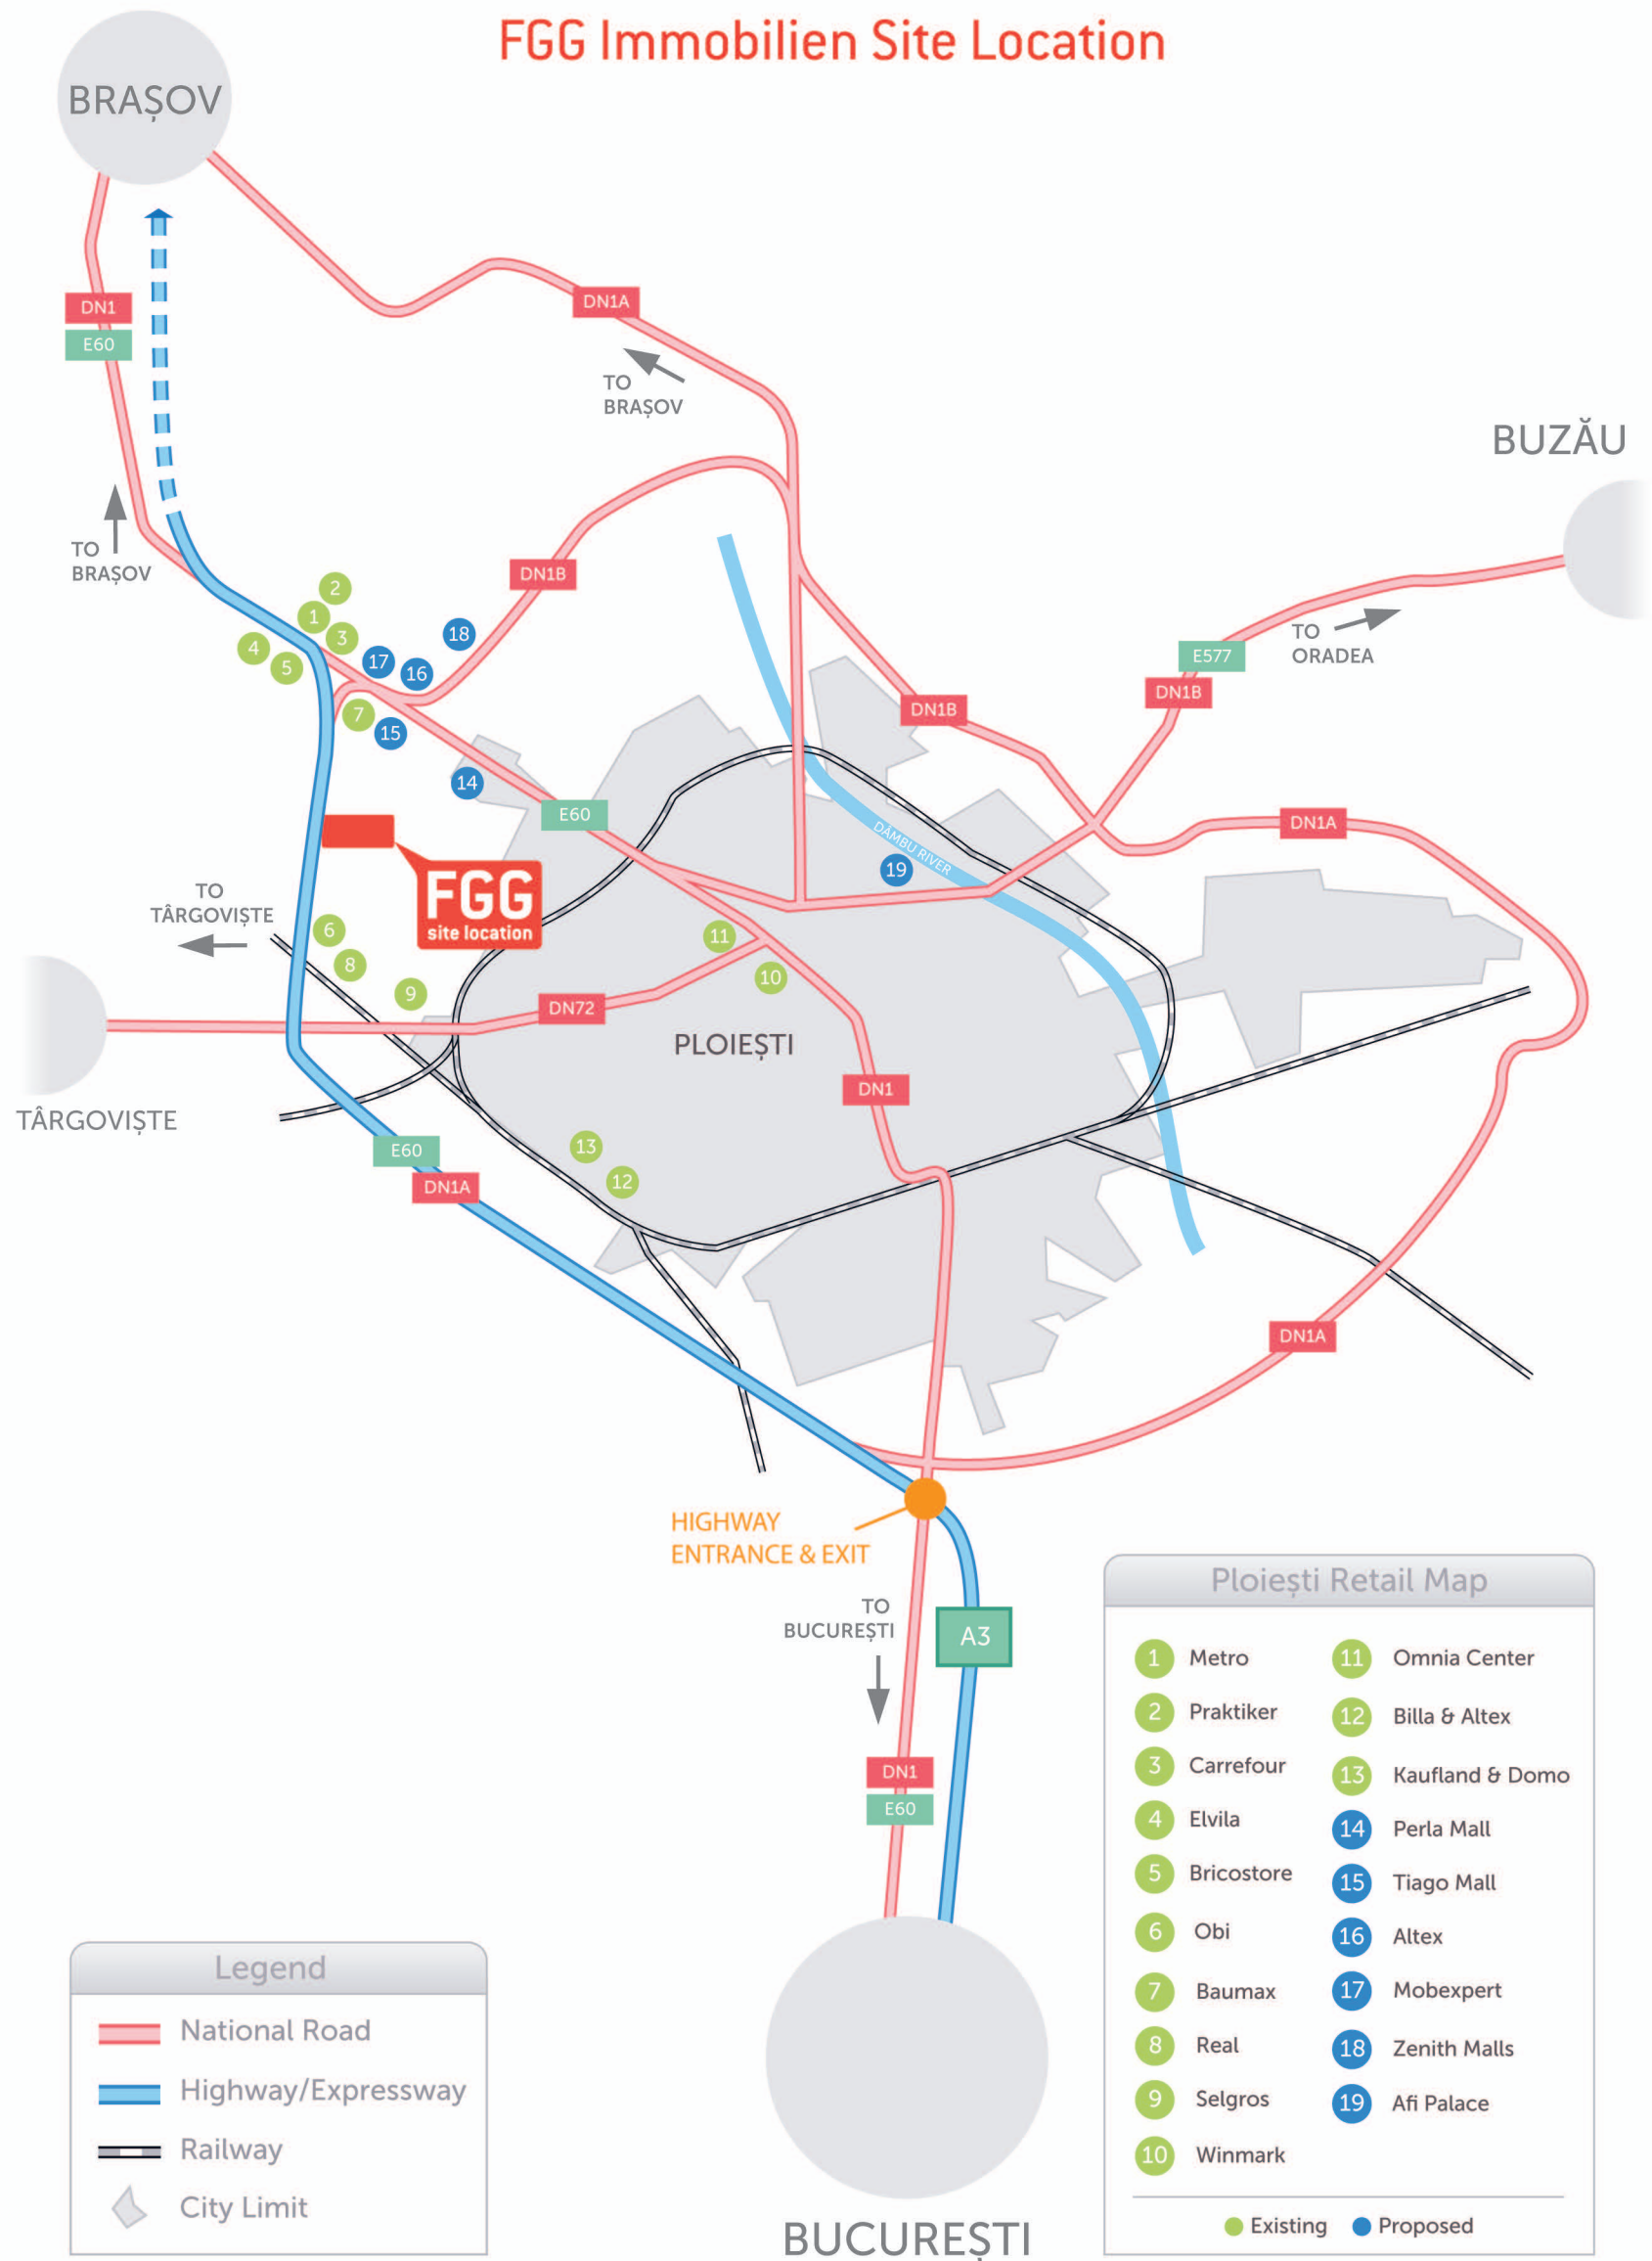 FGG Immobilien Site Location
BRAȘOV
DN1
E60
DN1A
TO
BRAȘOV
BUZĂU
TO
BRAȘOV
DN1B
2
1
3
4
5
17
16
18
7
15
14
E577
TO
ORADEA
DN1B
DN1B
E60
DN1A
DÂMBU RIVER
19
FGG
site location
TO
TÂRGOVIȘTE
6
8
9
11
10
DN72
PLOIEȘTI
DN1
TÂRGOVIȘTE
E60
DN1A
13
12
DN1A
HIGHWAY
ENTRANCE & EXIT
TO
BUCUREȘTI
A3
DN1
E60
BUCUREȘTI
Legend
National Road
Highway/Expressway
Railway
City Limit
Ploiești Retail Map
1 Metro
2 Praktiker
3 Carrefour
4 Elvila
5 Bricostore
6 Obi
7 Baumax
8 Real
9 Selgros
10 Winmark
11 Omnia Center
12 Billa & Altex
13 Kaufland & Domo
14 Perla Mall
15 Tiago Mall
16 Altex
17 Mobexpert
18 Zenith Malls
19 Afi Palace
Existing Proposed